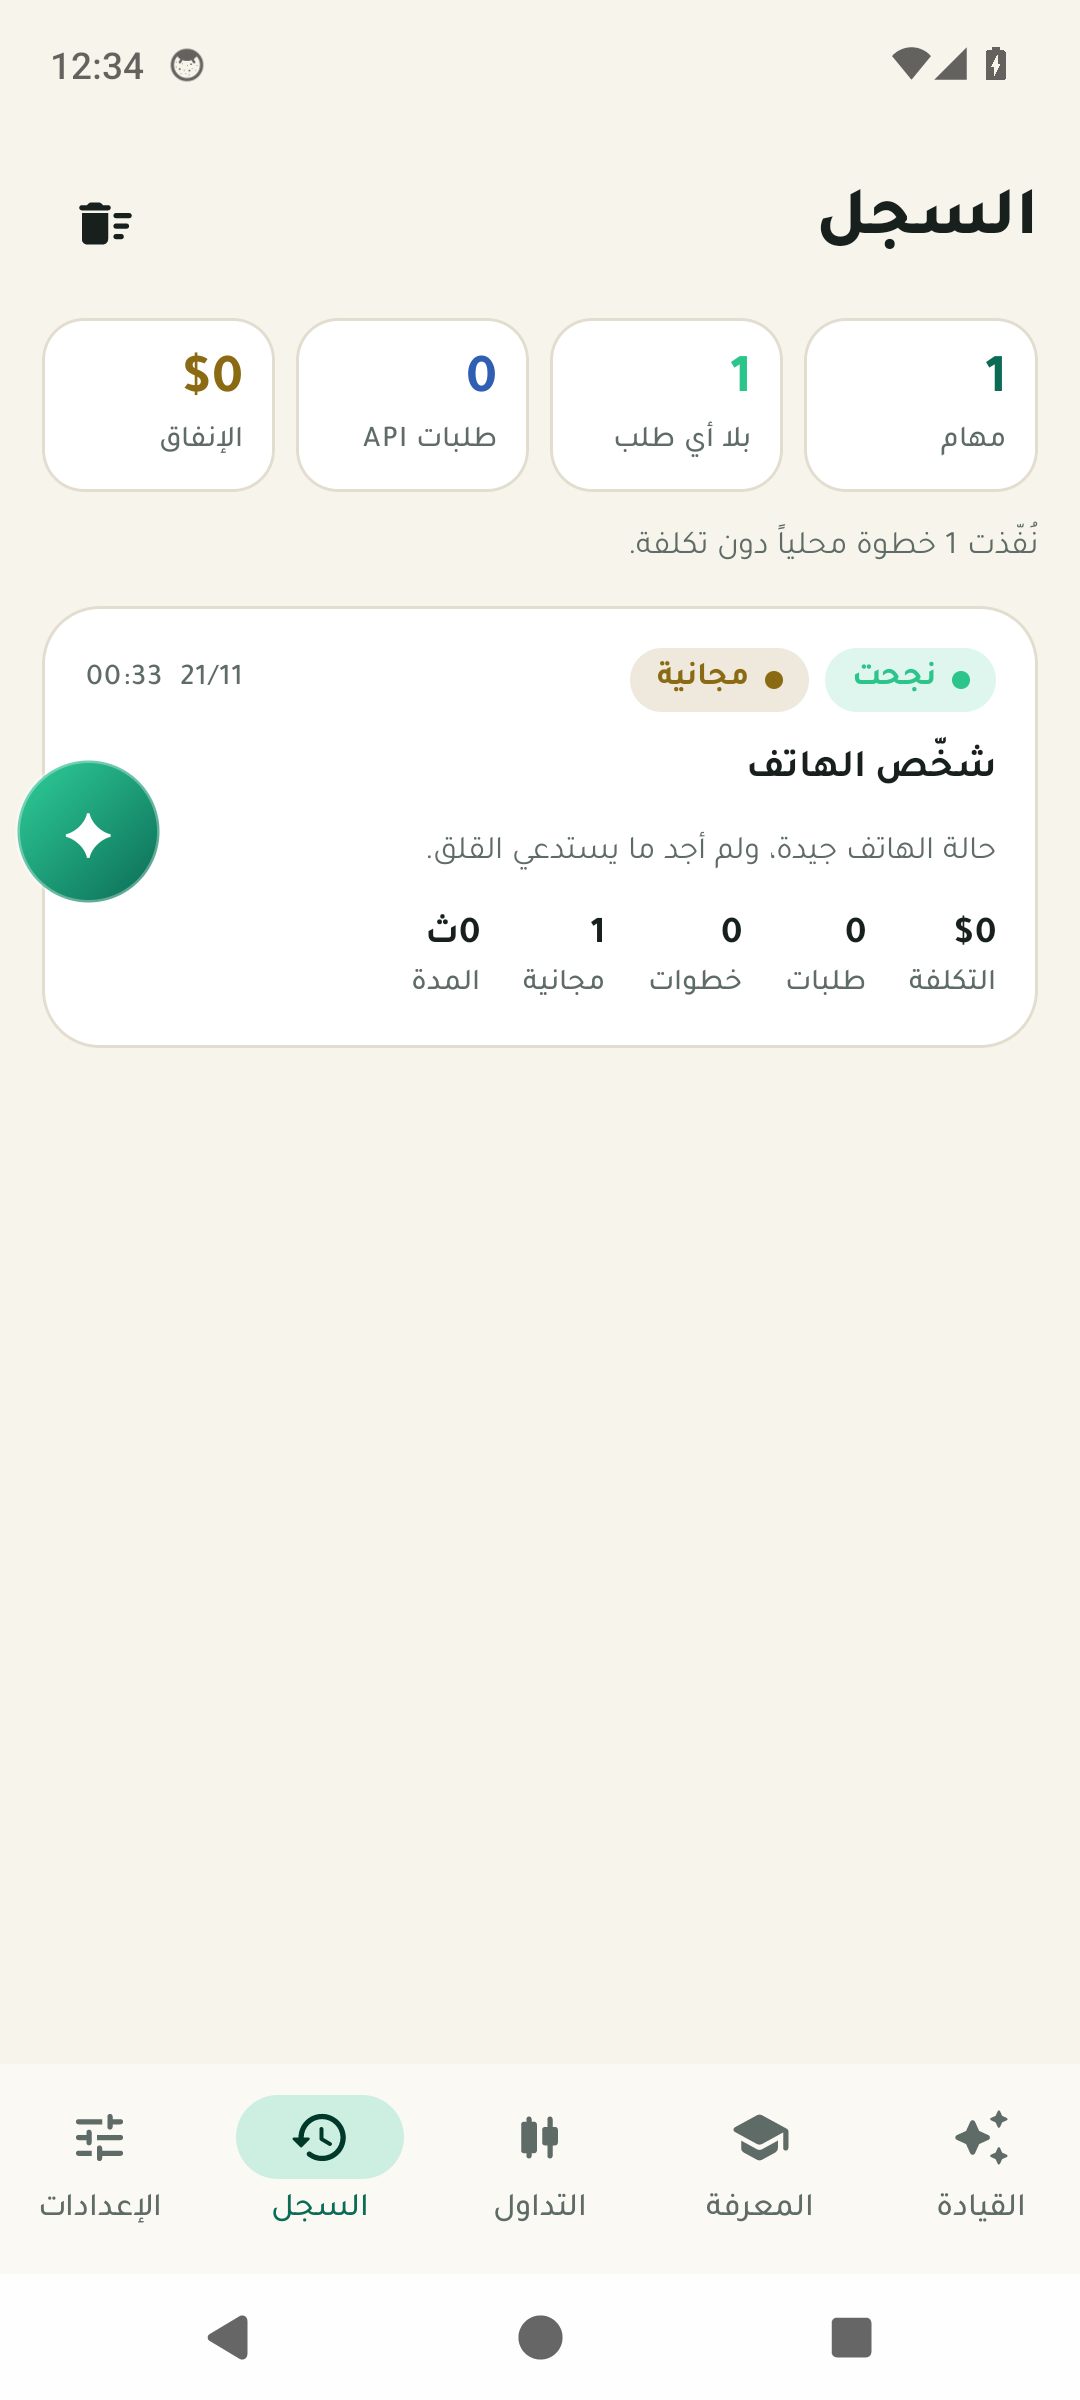 12:34
السجل
1
مهام
1
بلا أي طلب
0
طلبات API
$0
الإنفاق
نُفّذت 1 خطوة محلياً دون تكلفة.
نجحت
مجانية
21/11 00:33
شخّص الهاتف
حالة الهاتف جيدة، ولم أجد ما يستدعي القلق.
$0 0 0 1 0ث
التكلفة طلبات خطوات مجانية المدة
القيادة المعرفة التداول السجل الإعدادات